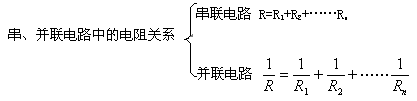 串联电路 R=R₁+R₂+⋯⋯Rₙ
串、并联电路中的电阻关系
并联电路 1/R = 1/R₁ + 1/R₂ + ⋯⋯ 1/Rₙ